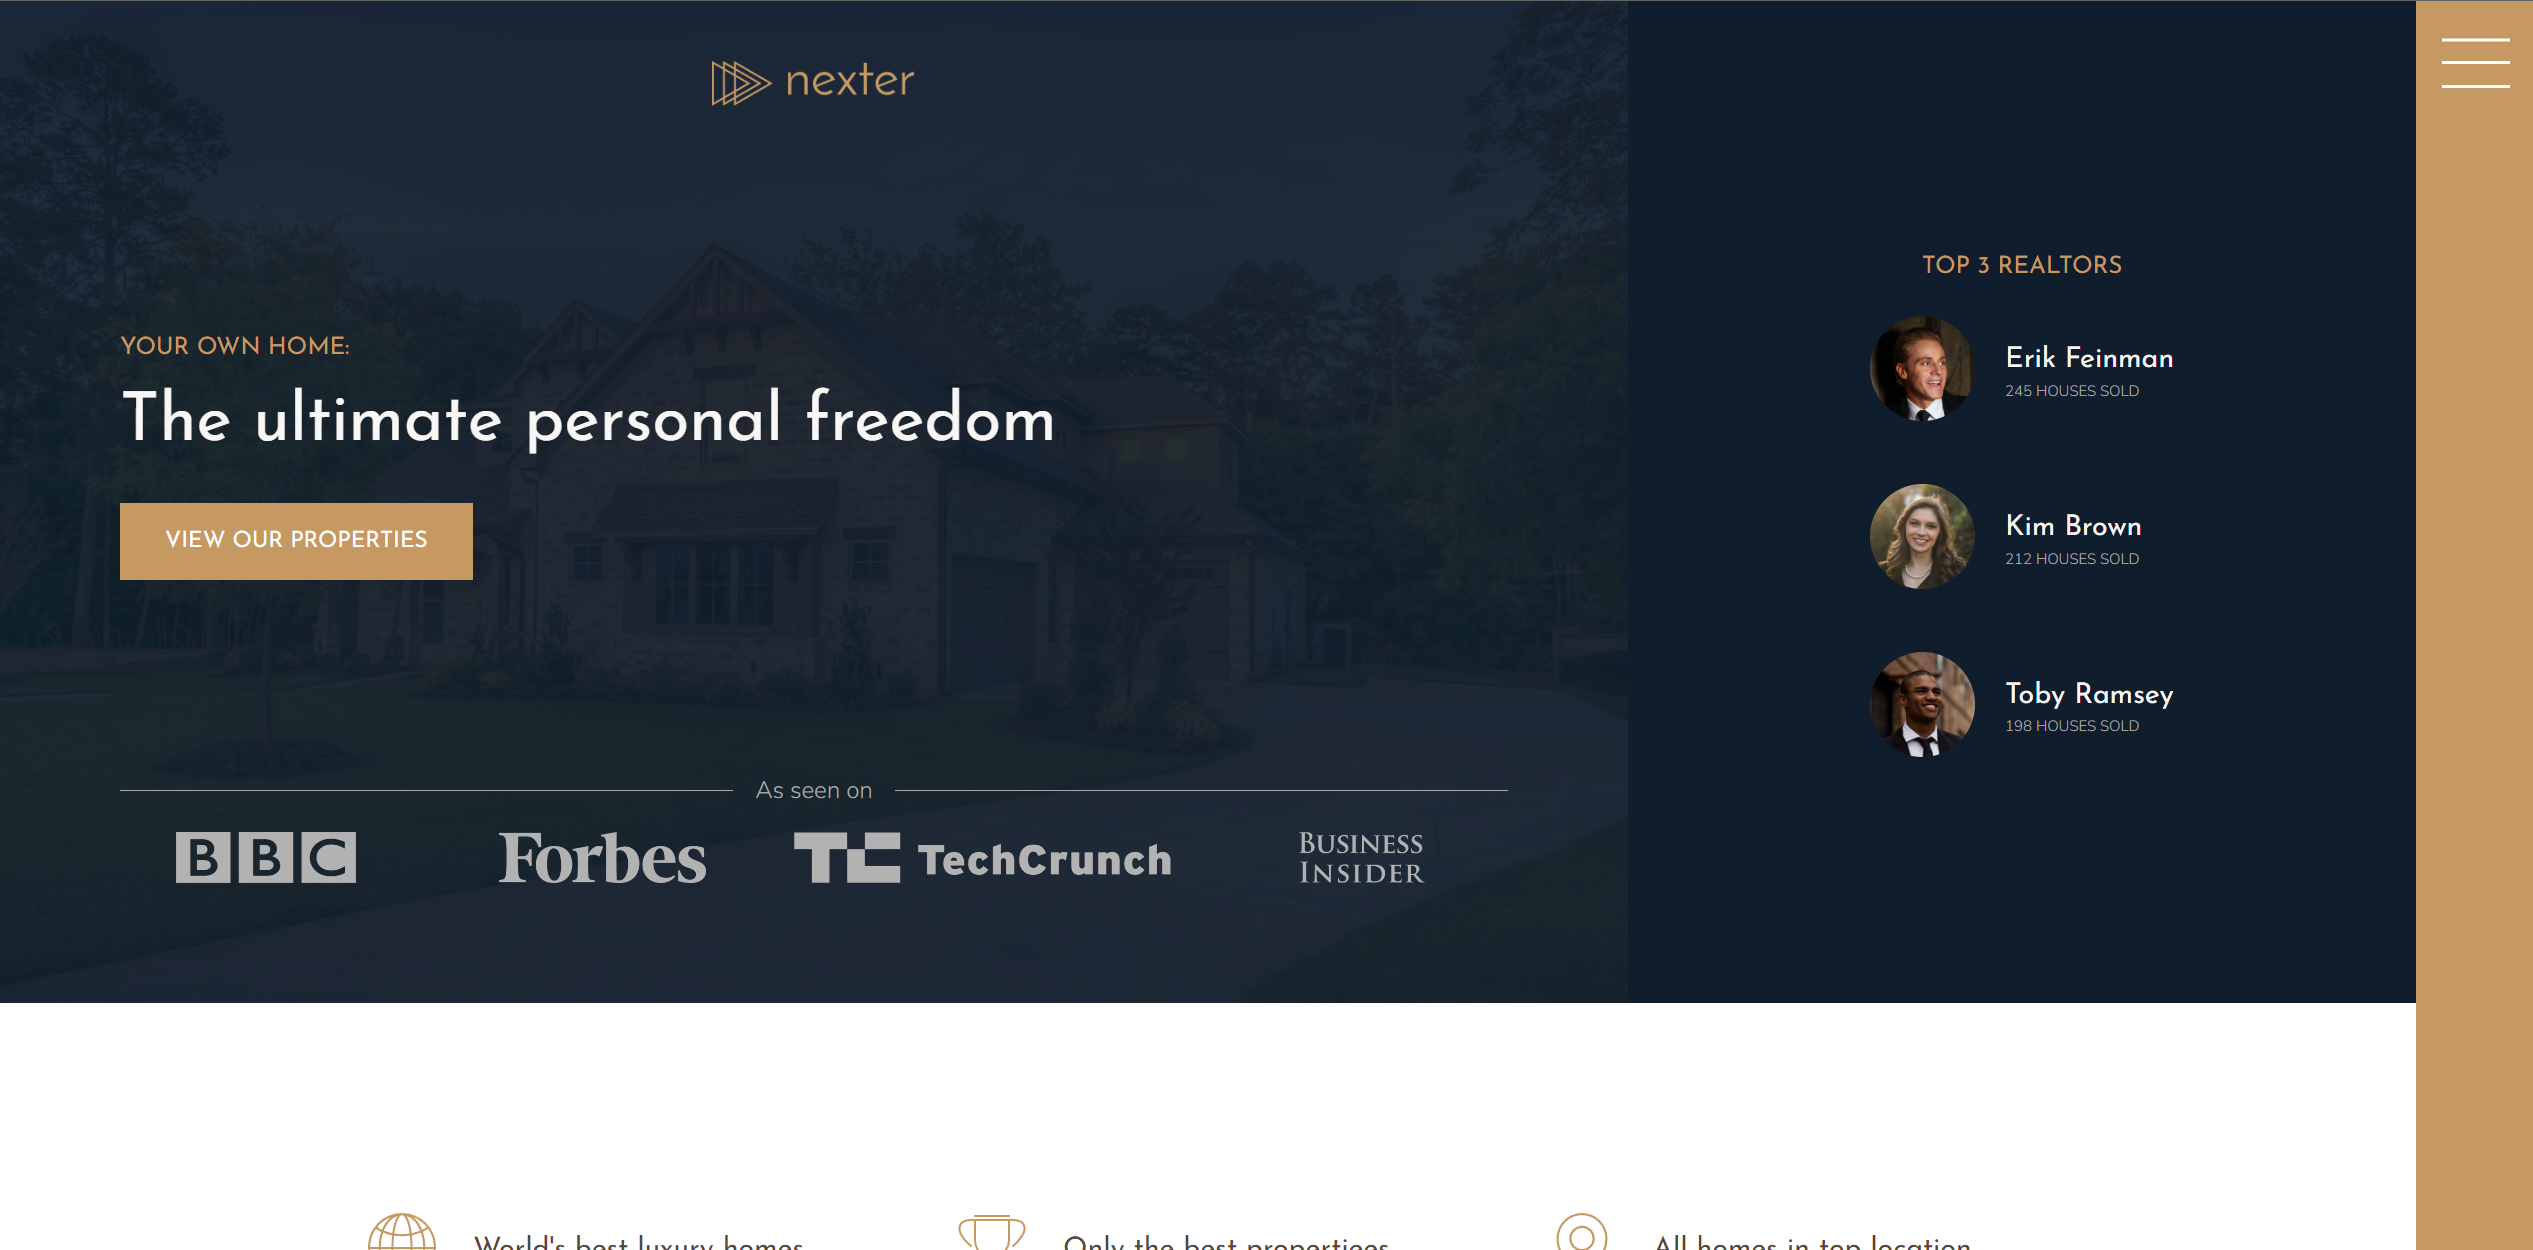 nexter
YOUR OWN HOME:
The ultimate personal freedom
VIEW OUR PROPERTIES
As seen on
BBC
Forbes
TC TechCrunch
BUSINESS
INSIDER
TOP 3 REALTORS
Erik Feinman
245 HOUSES SOLD
Kim Brown
212 HOUSES SOLD
Toby Ramsey
198 HOUSES SOLD
World's best luxury homes
Only the best propertiees
All homes in top location